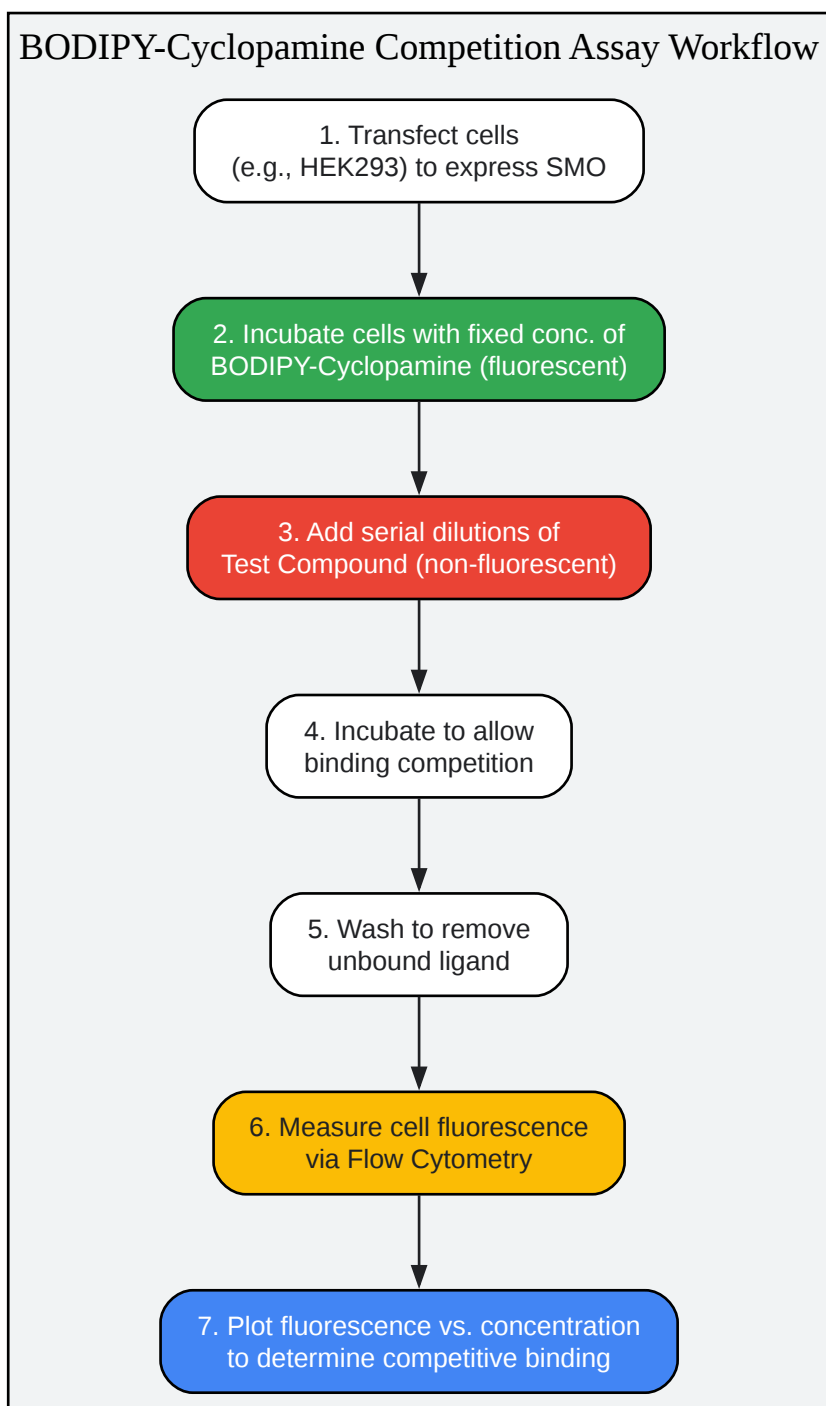 BODIPY-Cyclopamine Competition Assay Workflow
1. Transfect cells
(e.g., HEK293) to express SMO
2. Incubate cells with fixed conc. of
BODIPY-Cyclopamine (fluorescent)
3. Add serial dilutions of
Test Compound (non-fluorescent)
4. Incubate to allow
binding competition
5. Wash to remove
unbound ligand
6. Measure cell fluorescence
via Flow Cytometry
7. Plot fluorescence vs. concentration
to determine competitive binding